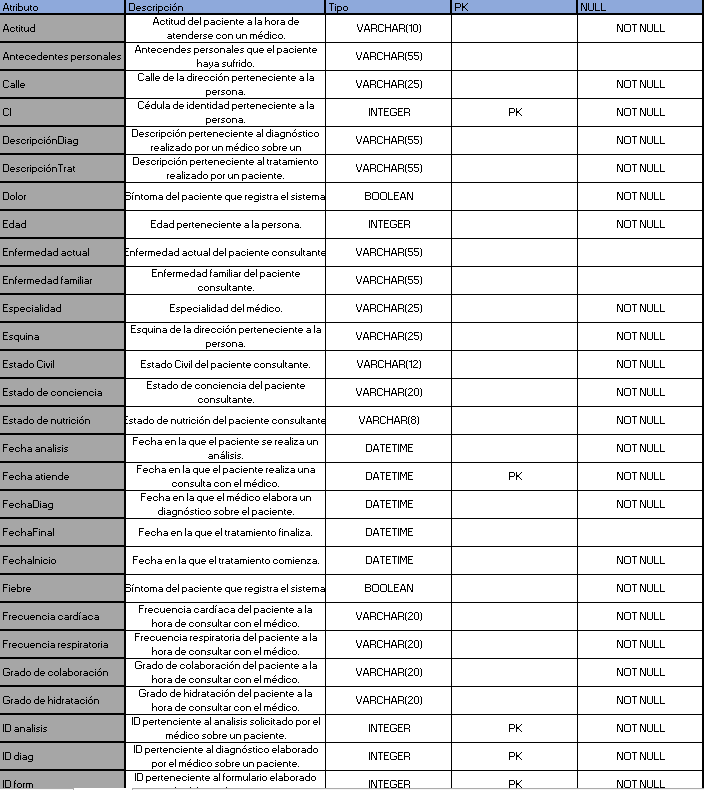 Atributo Descripción Tipo PK NULL
Actitud Actitud del paciente a la hora de atenderse con un médico. VARCHAR(10) NOT NULL
Antecedentes personales Antecendes personales que el paciente haya sufrido. VARCHAR(55)
Calle Calle de la dirección perteneciente a la persona. VARCHAR(25) NOT NULL
CI Cédula de identidad perteneciente a la persona. INTEGER PK NOT NULL
DescripciónDiag Descripción perteneciente al diagnóstico realizado por un médico sobre un VARCHAR(55) NOT NULL
DescripciónTrat Descripción perteneciente al tratamiento realizado por un paciente. VARCHAR(55) NOT NULL
Dolor Síntoma del paciente que registra el sistema BOOLEAN NOT NULL
Edad Edad perteneciente a la persona. INTEGER NOT NULL
Enfermedad actual Enfermedad actual del paciente consultante VARCHAR(55)
Enfermedad familiar Enfermedad familiar del paciente consultante. VARCHAR(55)
Especialidad Especialidad del médico. VARCHAR(25) NOT NULL
Esquina Esquina de la dirección perteneciente a la persona. VARCHAR(25) NOT NULL
Estado Civil Estado Civil del paciente consultante. VARCHAR(12) NOT NULL
Estado de conciencia Estado de conciencia del paciente consultante. VARCHAR(20) NOT NULL
Estado de nutrición Estado de nutrición del paciente consultante VARCHAR(8) NOT NULL
Fecha analisis Fecha en la que el paciente se realiza un análisis. DATETIME NOT NULL
Fecha atiende Fecha en la que el paciente realiza una consulta con el médico. DATETIME PK NOT NULL
FechaDiag Fecha en la que el médico elabora un diagnóstico sobre el paciente. DATETIME NOT NULL
FechaFinal Fecha en la que el tratamiento finaliza. DATETIME
FechaInicio Fecha en la que el tratamiento comienza. DATETIME NOT NULL
Fiebre Síntoma del paciente que registra el sistema BOOLEAN NOT NULL
Frecuencia cardíaca Frecuencia cardíaca del paciente a la hora de consultar con el médico. VARCHAR(20) NOT NULL
Frecuencia respiratoria Frecuencia respiratoria del paciente a la hora de consultar con el médico. VARCHAR(20) NOT NULL
Grado de colaboración Grado de colaboración del paciente a la hora de consultar con el médico. VARCHAR(20) NOT NULL
Grado de hidratación Grado de hidratación del paciente a la hora de consultar con el médico. VARCHAR(20) NOT NULL
ID analisis ID pertenciente al analisis solicitado por el médico sobre un paciente. INTEGER PK NOT NULL
ID diag ID pertenciente al diagnóstico elaborado por el médico sobre un paciente. INTEGER PK NOT NULL
ID form ID perteneciente al formulario elaborado INTEGER PK NOT NULL